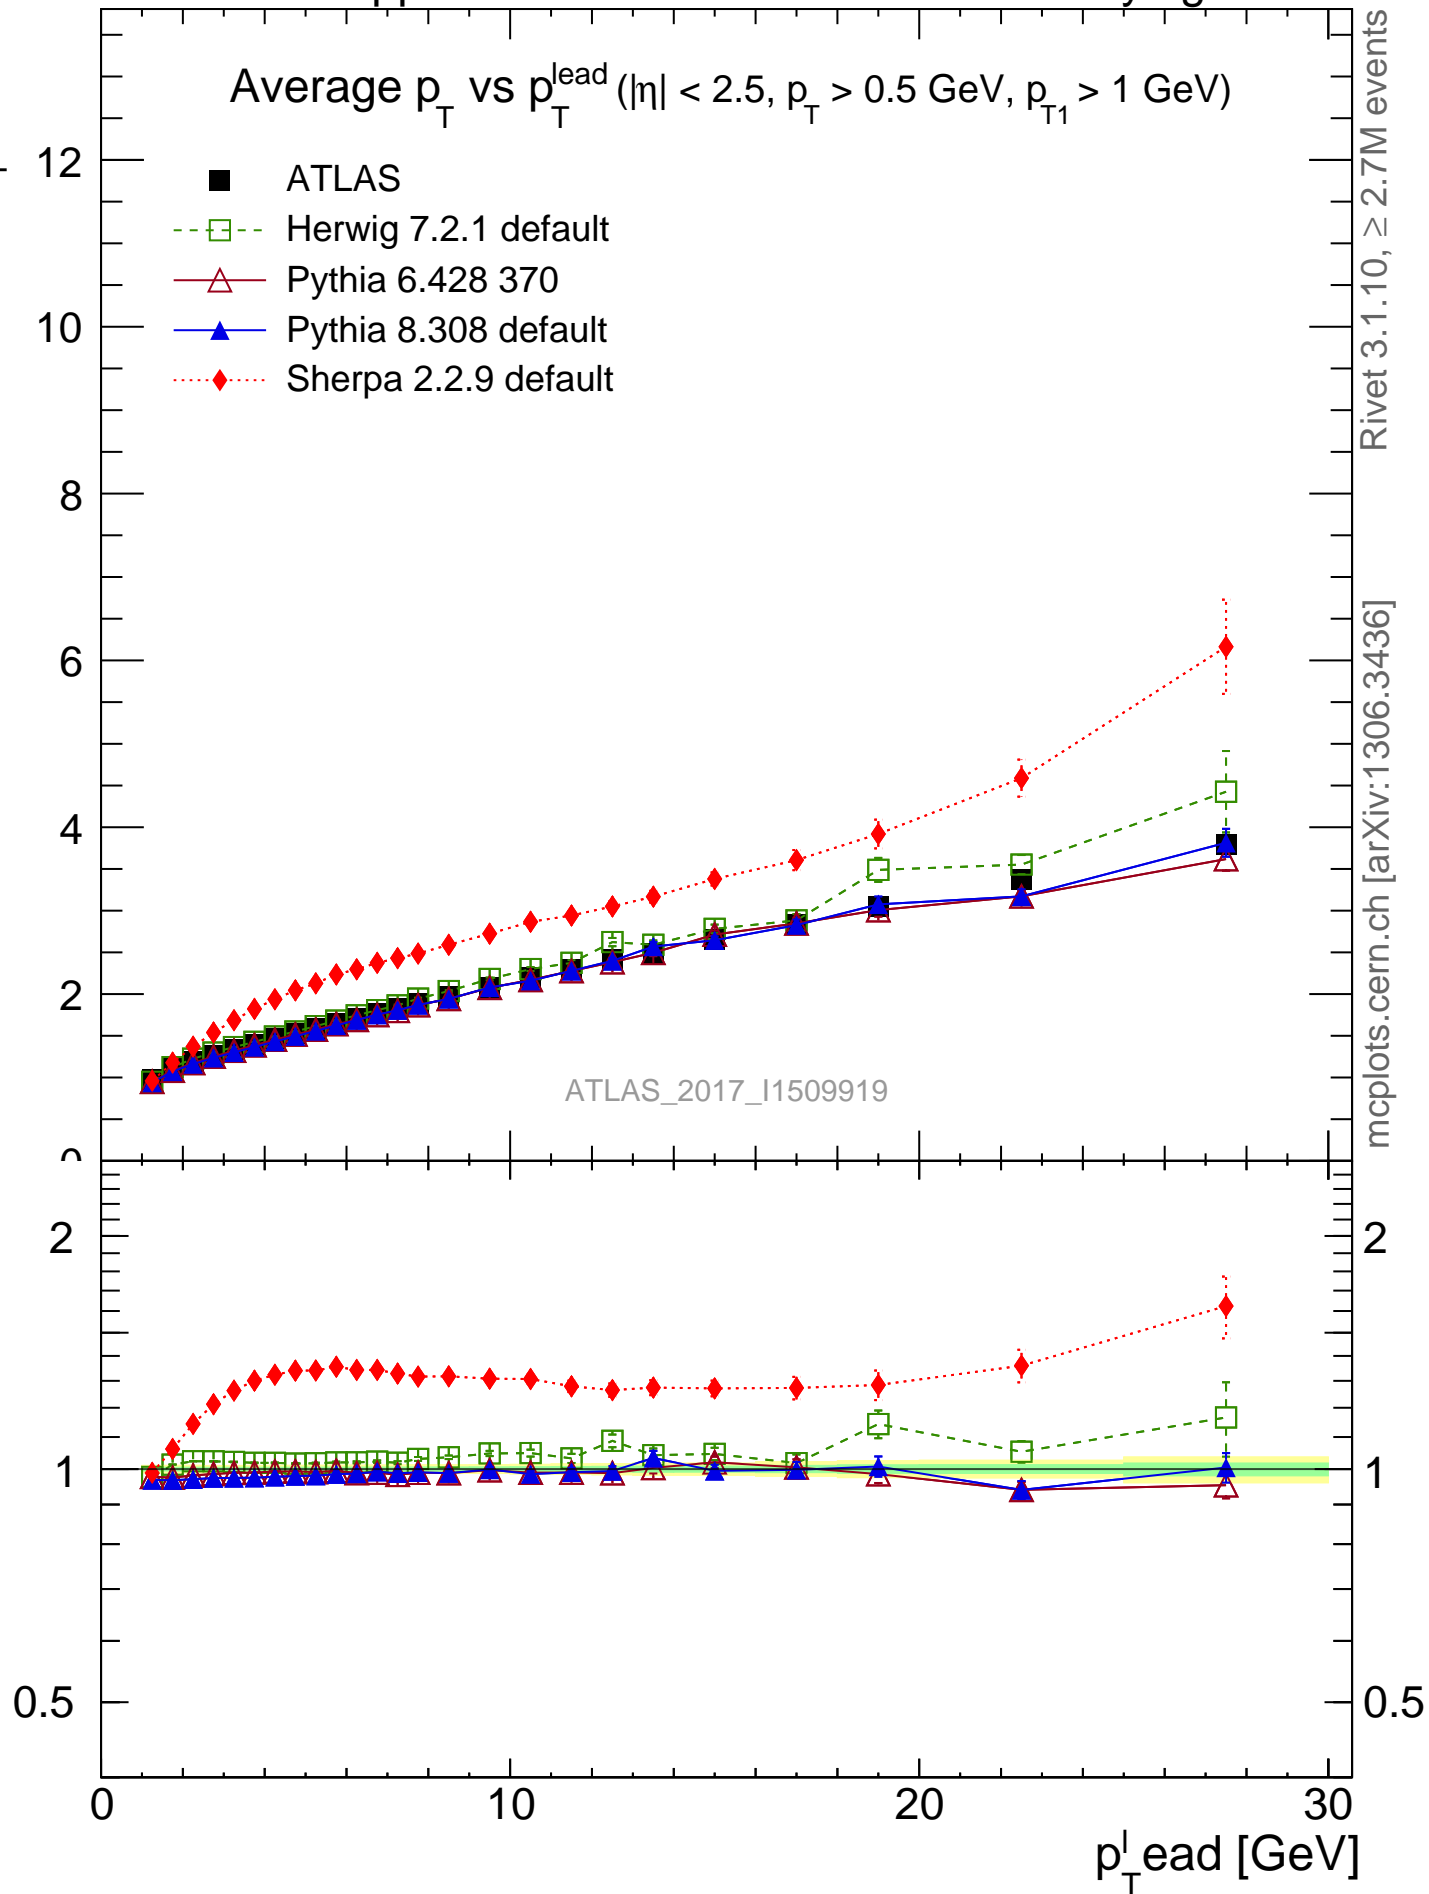 Average p_T vs p_T^lead (|η| < 2.5, p_T > 0.5 GeV, p_T1 > 1 GeV)
ATLAS
Herwig 7.2.1 default
Pythia 6.428 370
Pythia 8.308 default
Sherpa 2.2.9 default
12
10
8
6
4
2
0
ATLAS_2017_I1509919
Rivet 3.1.10, ≥ 2.7M events
mcplots.cern.ch [arXiv:1306.3436]
2
2
1
1
0.5
0.5
0
10
20
30
p_T^lead [GeV]